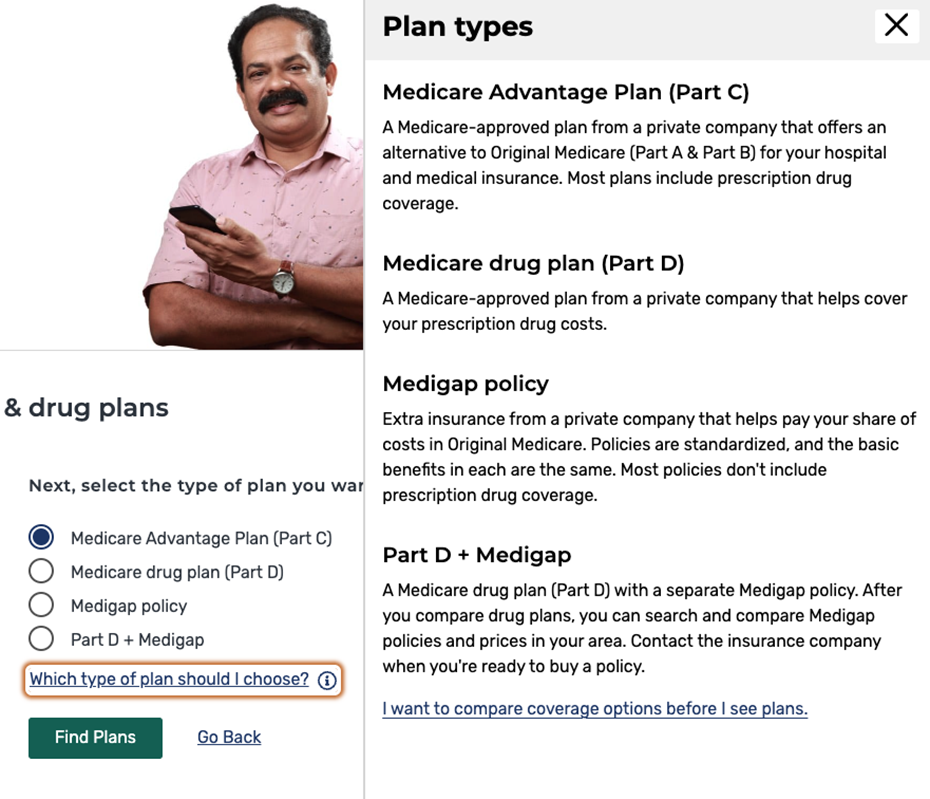 & drug plans
Next, select the type of plan you
Medicare Advantage Plan (Part C)
Medicare drug plan (Part D)
Medigap policy
Part D + Medigap
Which type of plan should I choose?
Find Plans
Go Back
Plan types
Medicare Advantage Plan (Part C)
A Medicare-approved plan from a private company that offers an
alternative to Original Medicare (Part A & Part B) for your hospital
and medical insurance. Most plans include prescription drug
coverage.
Medicare drug plan (Part D)
A Medicare-approved plan from a private company that helps cover
your prescription drug costs.
Medigap policy
Extra insurance from a private company that helps pay your share of
costs in Original Medicare. Policies are standardized, and the basic
benefits in each are the same. Most policies don't include
prescription drug coverage.
Part D + Medigap
A Medicare drug plan (Part D) with a separate Medigap policy. After
you compare drug plans, you can search and compare Medigap
policies and prices in your area. Contact the insurance company
when you're ready to buy a policy.
I want to compare coverage options before I see plans.